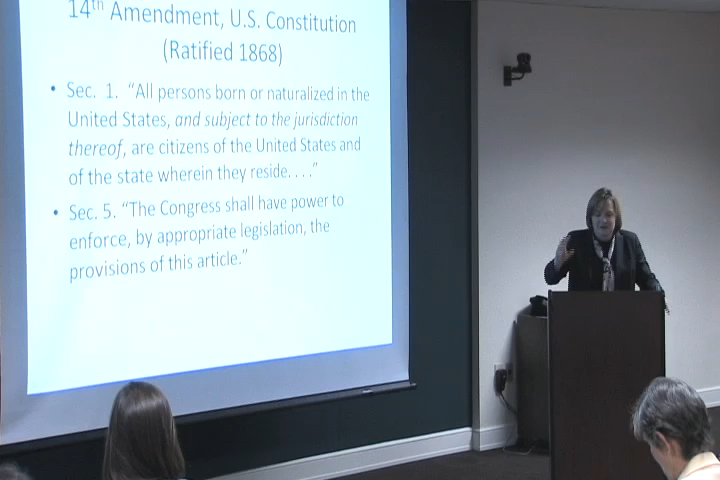 14th Amendment, U.S. Constitution
(Ratified 1868)
• Sec. 1. “All persons born or naturalized in the
United States, and subject to the jurisdiction
thereof, are citizens of the United States and
of the state wherein they reside. . . .”
• Sec. 5. “The Congress shall have power to
enforce, by appropriate legislation, the
provisions of this article.”